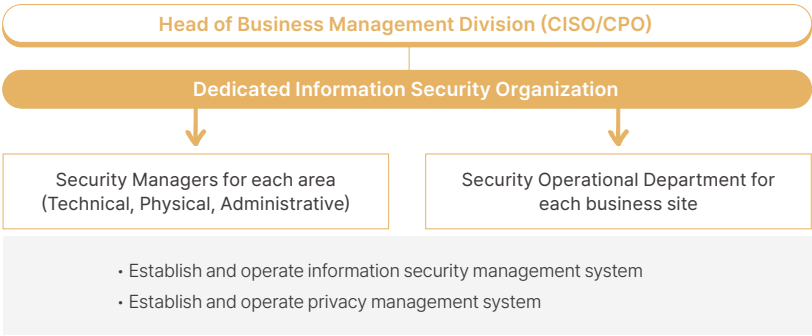 Head of Business Management Division (CISO/CPO)
Dedicated Information Security Organization
Security Managers for each area
(Technical, Physical, Administrative)
Security Operational Department for
each business site
• Establish and operate information security management system
• Establish and operate privacy management system